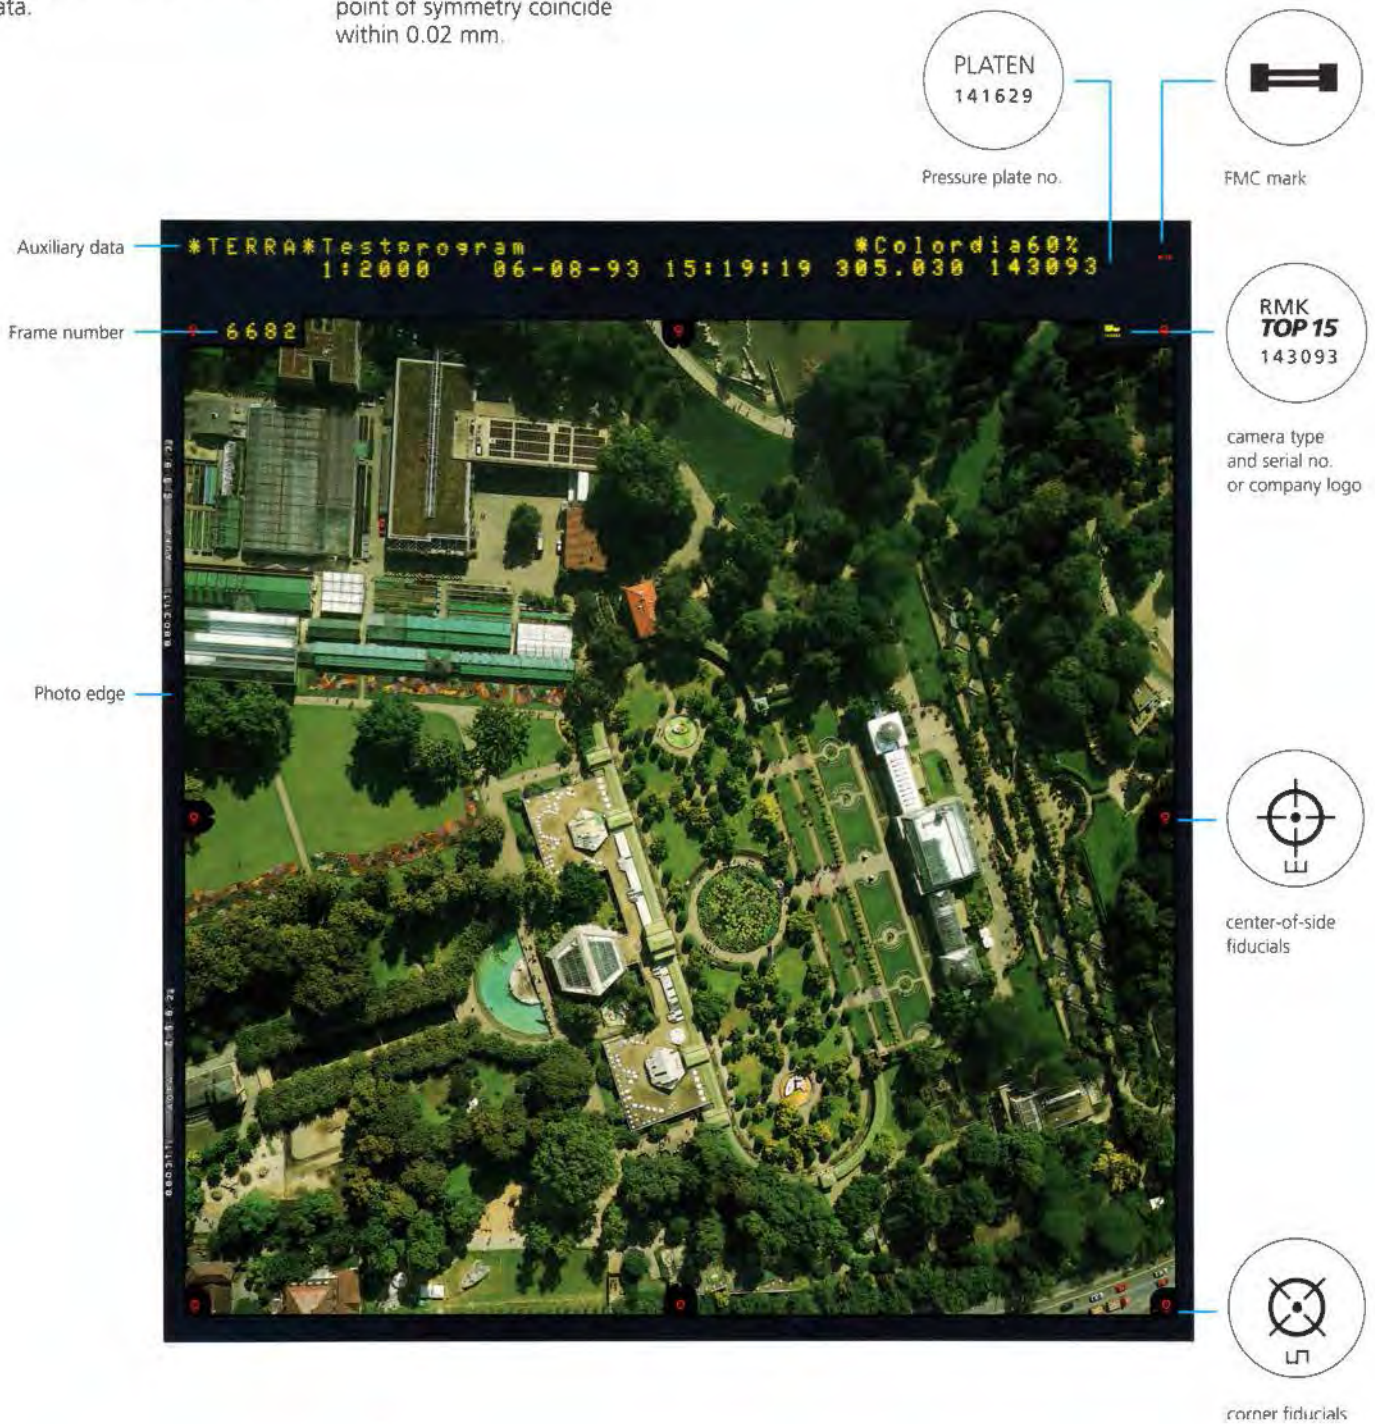 ata.
point of symmetry coincide
within 0.02 mm.
PLATEN
141629
Pressure plate no.
FMC mark
Auxiliary data
*TERRA*Testprogram *Colordia60%
1:2000 06-08-93 15:19:19 305.030 143093
Frame number
6682
RMK
TOP 15
143093
camera type
and serial no.
or company logo
Photo edge
center-of-side
fiducials
corner fiducials